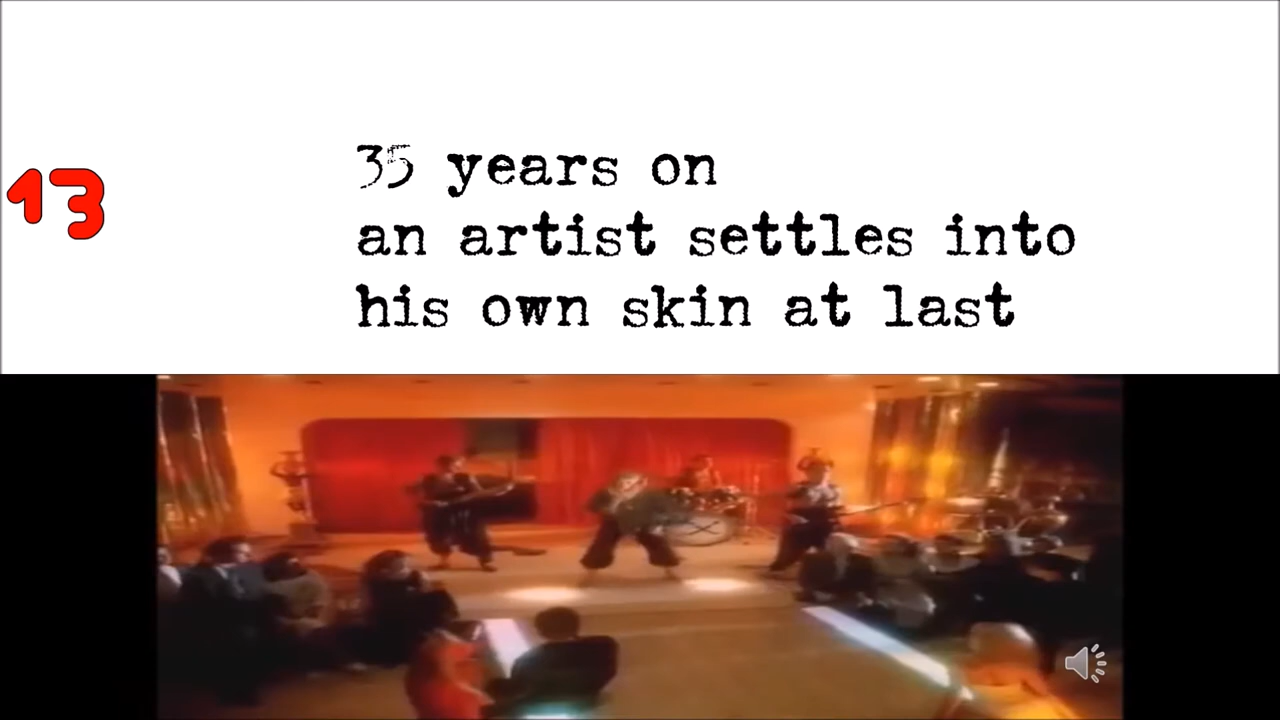 13
35 years on
an artist settles into
his own skin at last